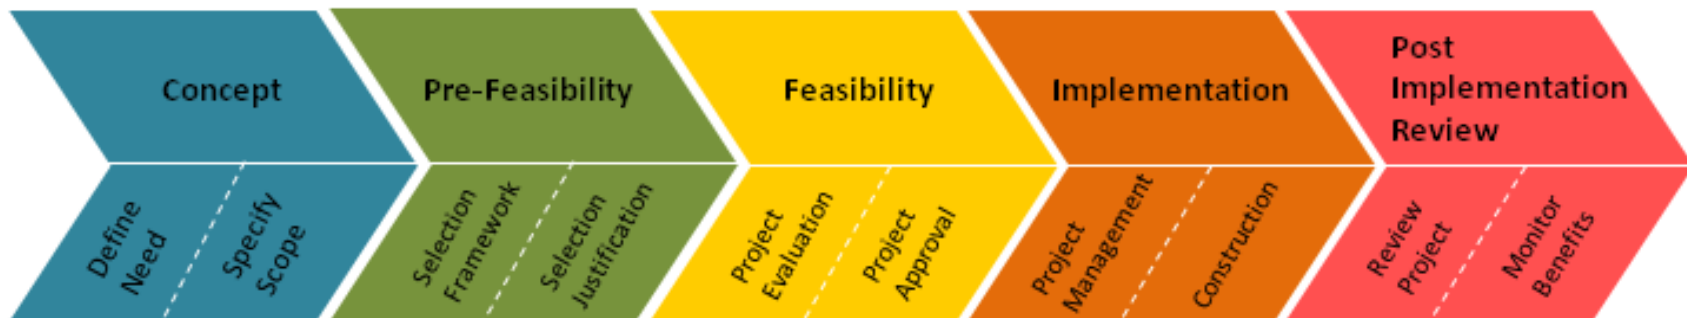 Concept
Pre-Feasibility
Feasibility
Implementation
Post
Implementation
Review
Define
Need
Specify
Scope
Selection
Framework
Selection
Justification
Project
Evaluation
Project
Approval
Project
Management
Construction
Review
Project
Monitor
Benefits